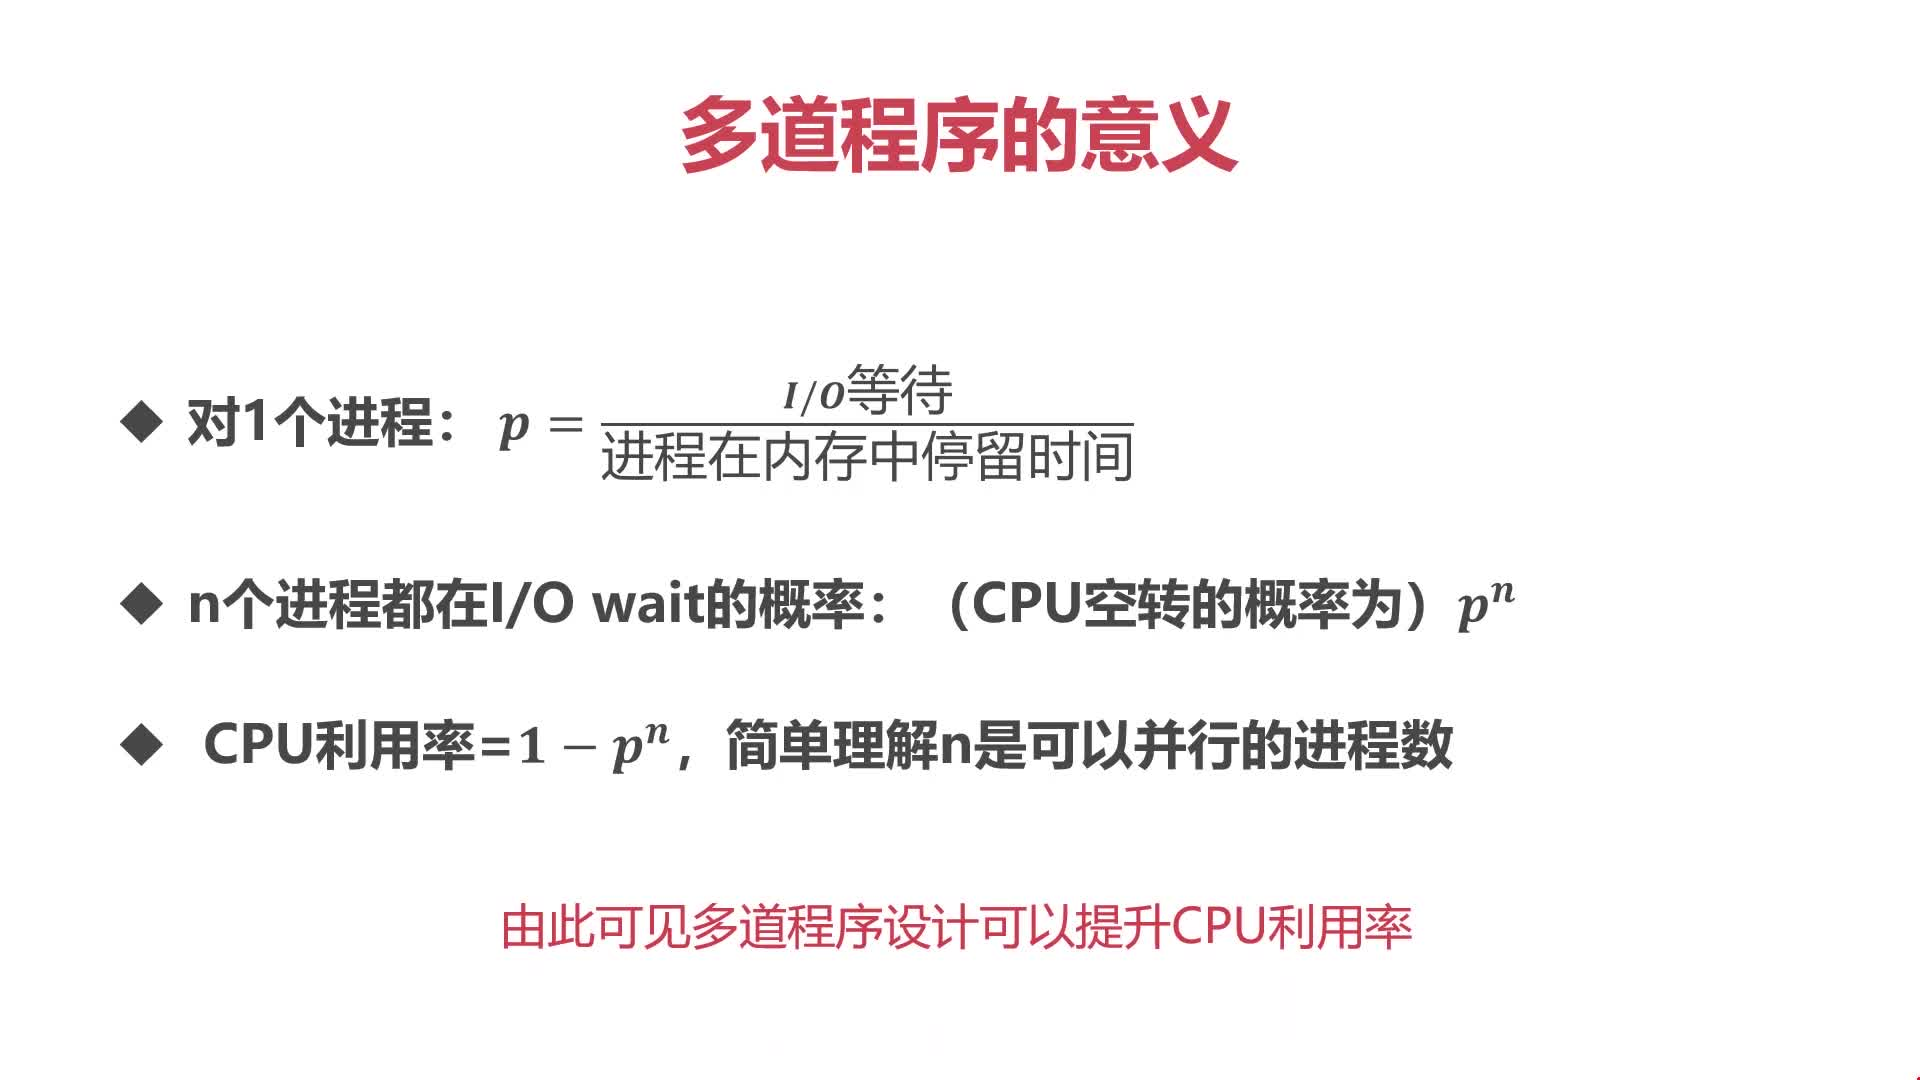 多道程序的意义
◆ 对1个进程： p = I/O等待 / 进程在内存中停留时间
◆ n个进程都在I/O wait的概率：（CPU空转的概率为）pⁿ
◆ CPU利用率=1 − pⁿ，简单理解n是可以并行的进程数
由此可见多道程序设计可以提升CPU利用率